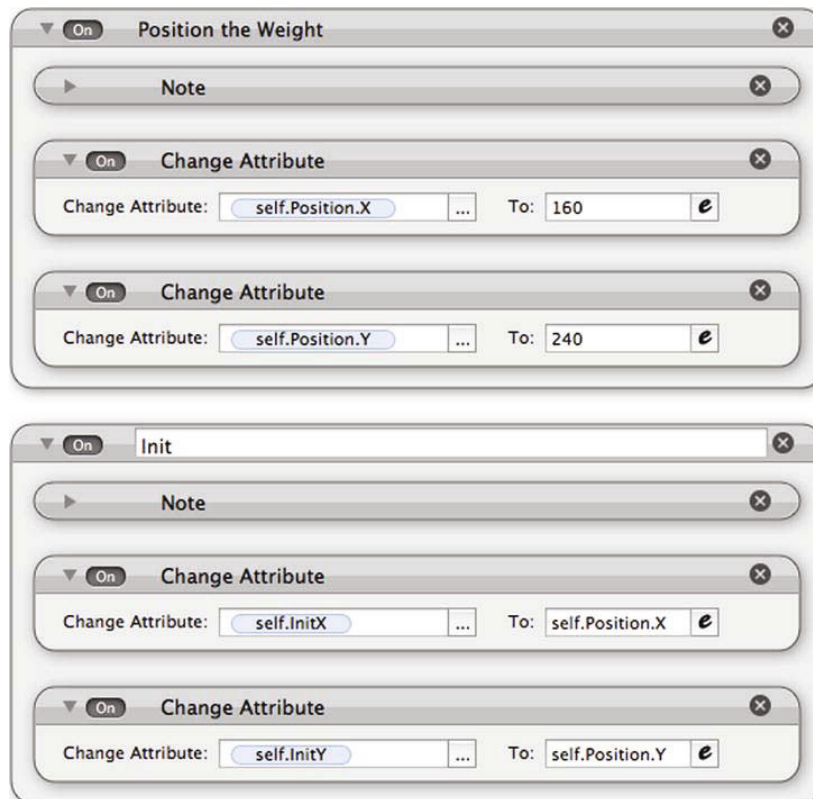 On Position the Weight
Note
On Change Attribute
Change Attribute: self.Position.X ... To: 160 e
On Change Attribute
Change Attribute: self.Position.Y ... To: 240 e
On Init
Note
On Change Attribute
Change Attribute: self.InitX ... To: self.Position.X e
On Change Attribute
Change Attribute: self.InitY ... To: self.Position.Y e